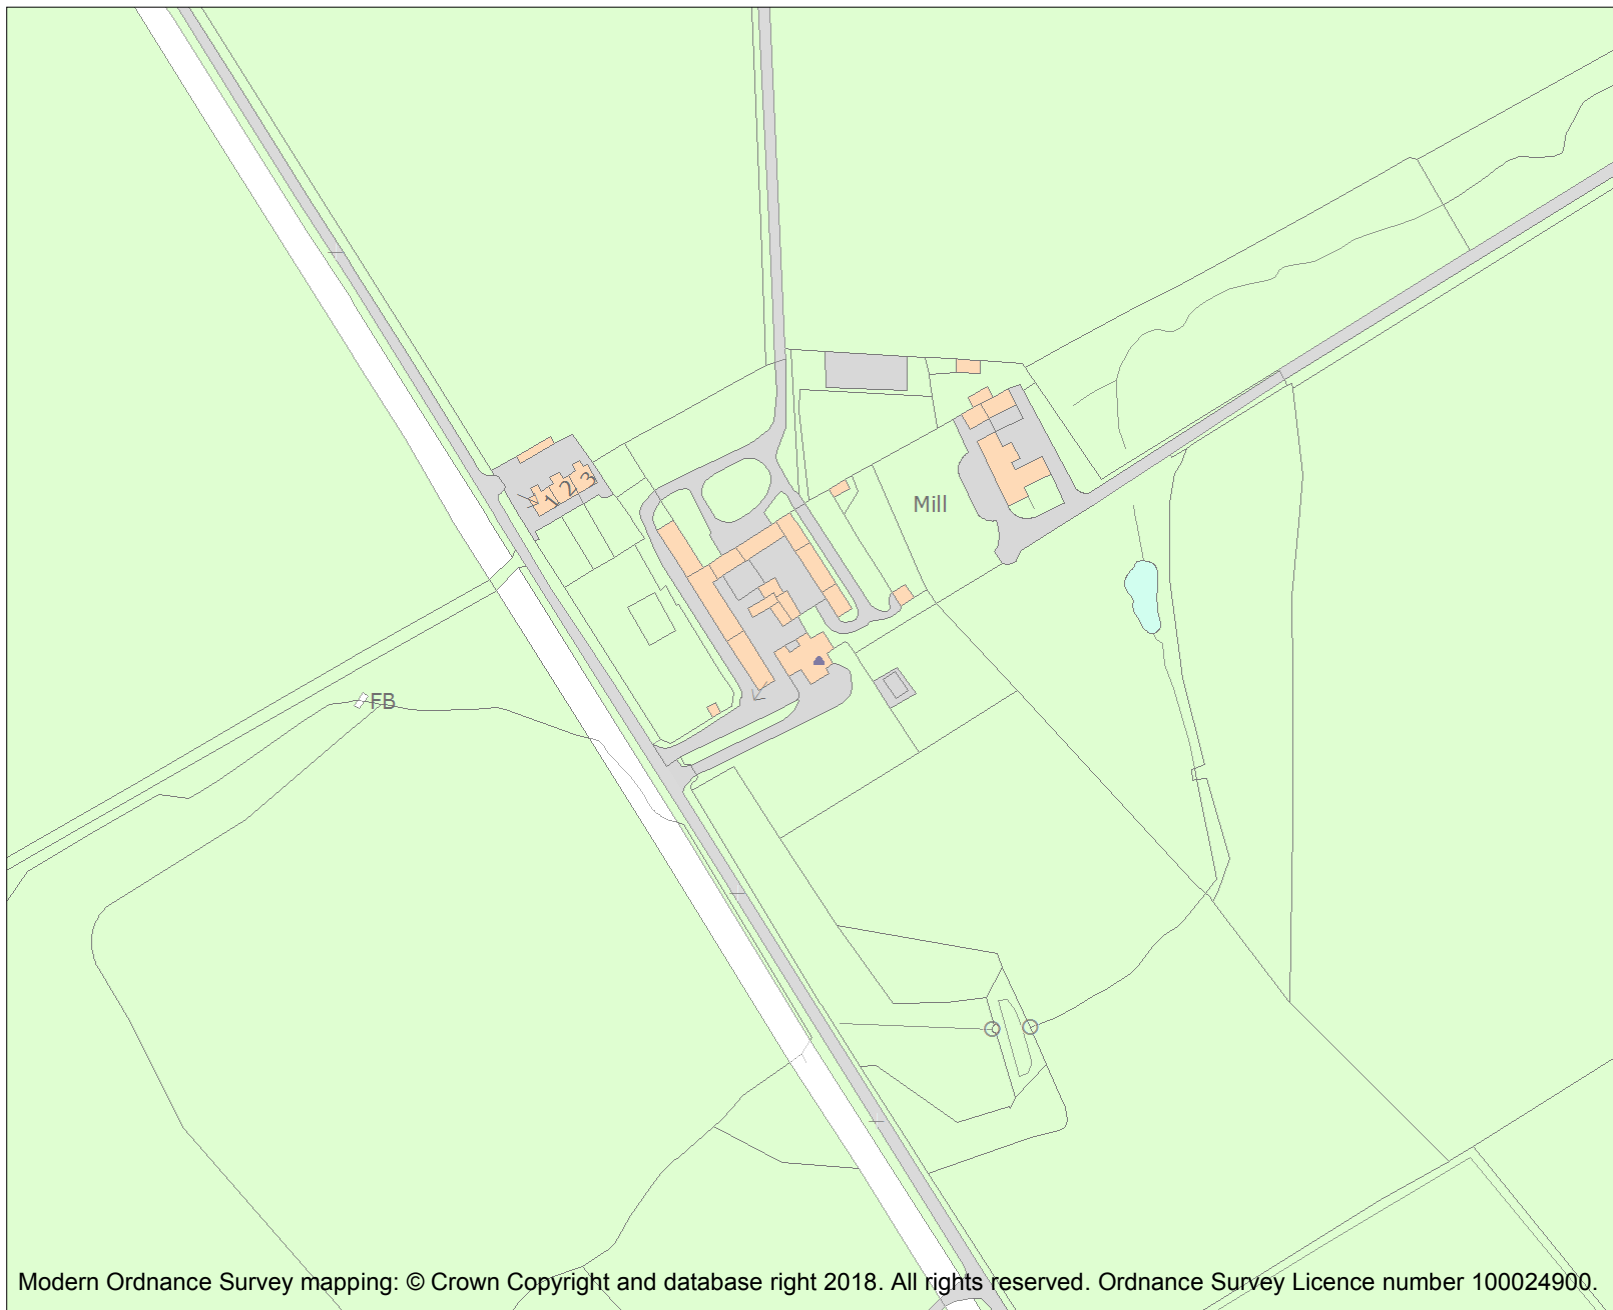 1 2 3
Mill
FB
Modern Ordnance Survey mapping: © Crown Copyright and database right 2018. All rights reserved. Ordnance Survey Licence number 100024900.